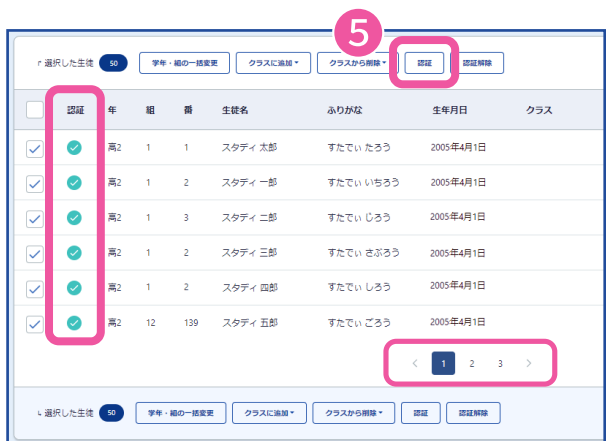 5
選択した生徒 50 学年・組の一括変更 クラスに追加 クラスから削除 認証 認証解除
認証 年 組 番 生徒名 ふりがな 生年月日 クラス
高2 1 1 スタディ 太郎 すたでぃ たろう 2005年4月1日
高2 1 2 スタディ 一郎 すたでぃ いちろう 2005年4月1日
高2 1 3 スタディ 二郎 すたでぃ じろう 2005年4月1日
高2 1 2 スタディ 三郎 すたでぃ さぶろう 2005年4月1日
高2 1 2 スタディ 四郎 すたでぃ しろう 2005年4月1日
高2 12 139 スタディ 五郎 すたでぃ ごろう 2005年4月1日
< 1 2 3 >
選択した生徒 50 学年・組の一括変更 クラスに追加 クラスから削除 認証 認証解除